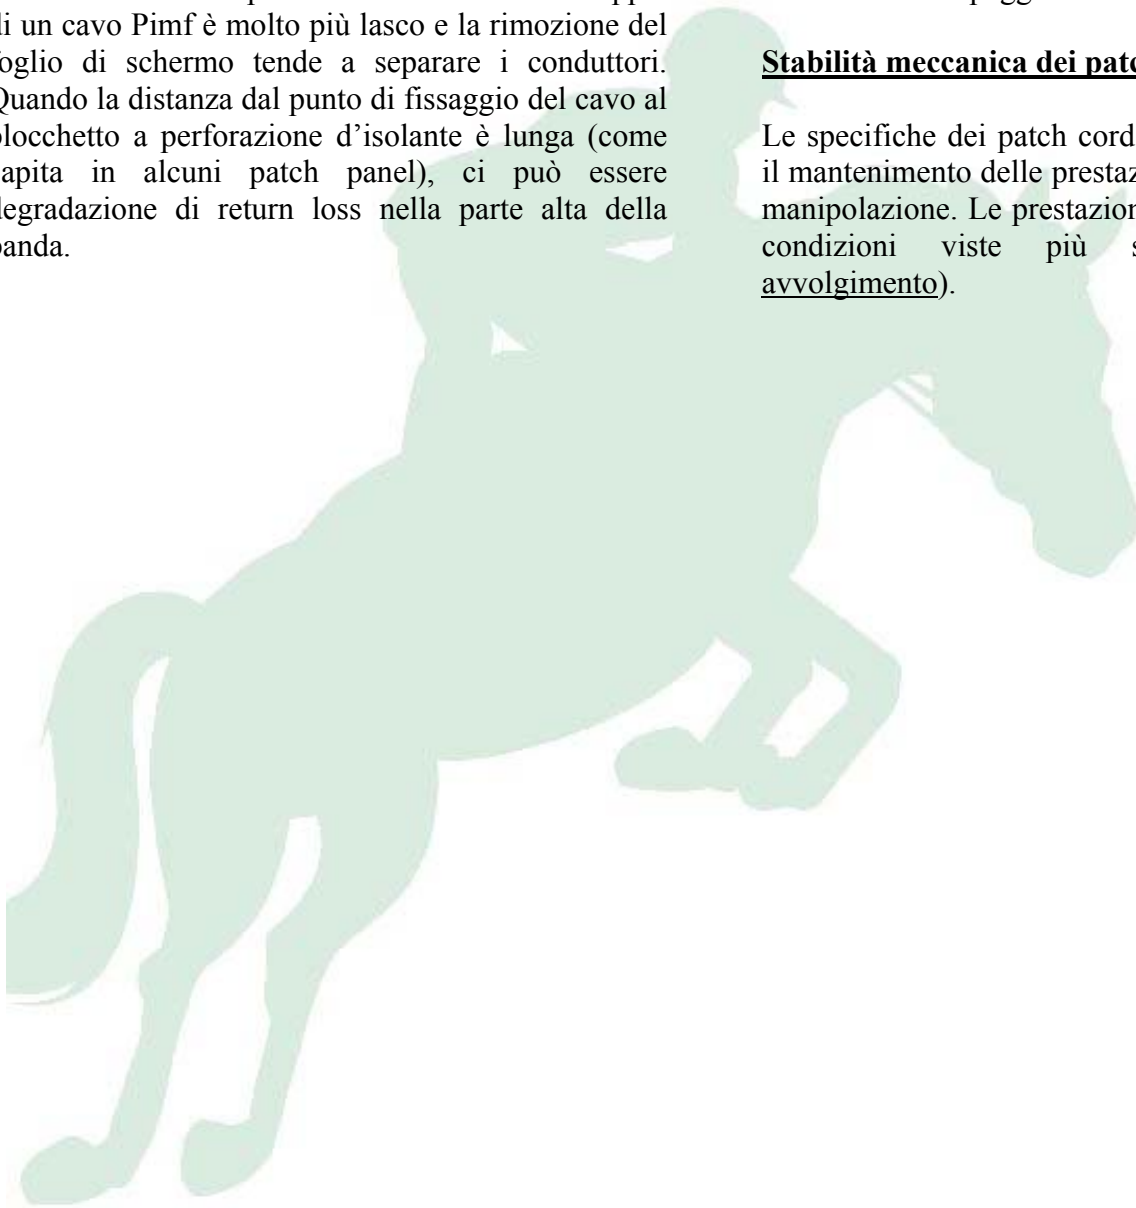 di un cavo Pimf è molto più lasco e la rimozione del
foglio di schermo tende a separare i conduttori.
Quando la distanza dal punto di fissaggio del cavo al
blocchetto a perforazione d’isolante è lunga (come
capita in alcuni patch panel), ci può essere
degradazione di return loss nella parte alta della
banda.
Stabilità meccanica dei patc
Le specifiche dei patch cord
il mantenimento delle prestaz
manipolazione. Le prestazion
condizioni viste più s
avvolgimento).